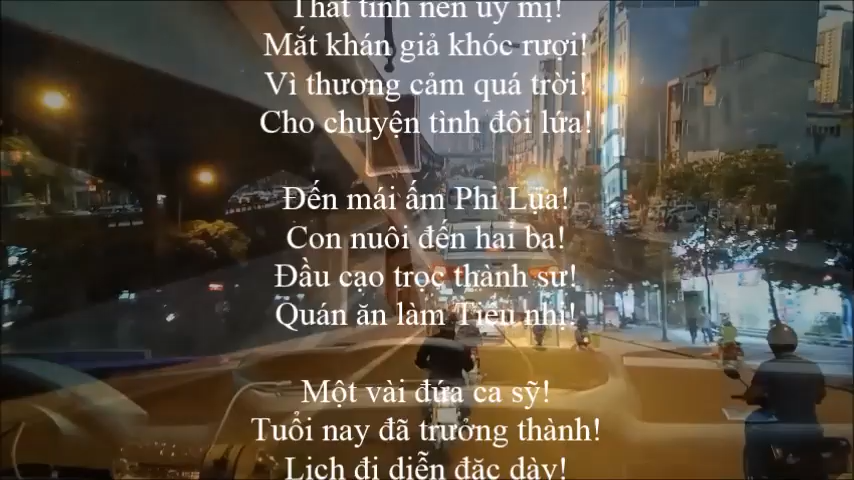 Thất tình nên uỷ mị!
Mắt khán giả khóc rượi!
Vì thương cảm quá trời!
Cho chuyện tình đôi lứa!
Đến mái ấm Phi Lụa!
Con nuôi đến hai ba!
Đầu cạo trọc thành sư!
Quán ăn làm Tiểu nhị!
Một vài đứa ca sỹ!
Tuổi nay đã trưởng thành!
Lịch đi diễn đặc dày!